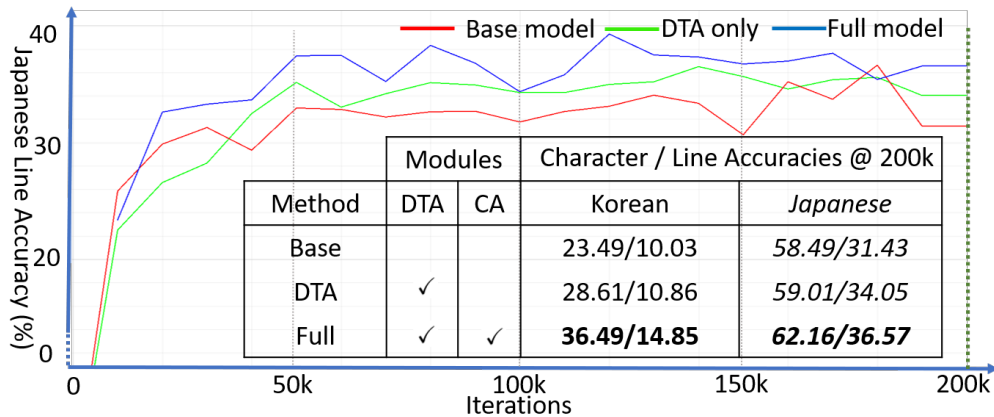 Japanese Line Accuracy (%)
40
30
20
0
Base model DTA only Full model
Modules Character / Line Accuracies @ 200k
Method DTA CA Korean Japanese
Base 23.49/10.03 58.49/31.43
DTA ✓ 28.61/10.86 59.01/34.05
Full ✓ ✓ 36.49/14.85 62.16/36.57
0 50k 100k 150k 200k
Iterations